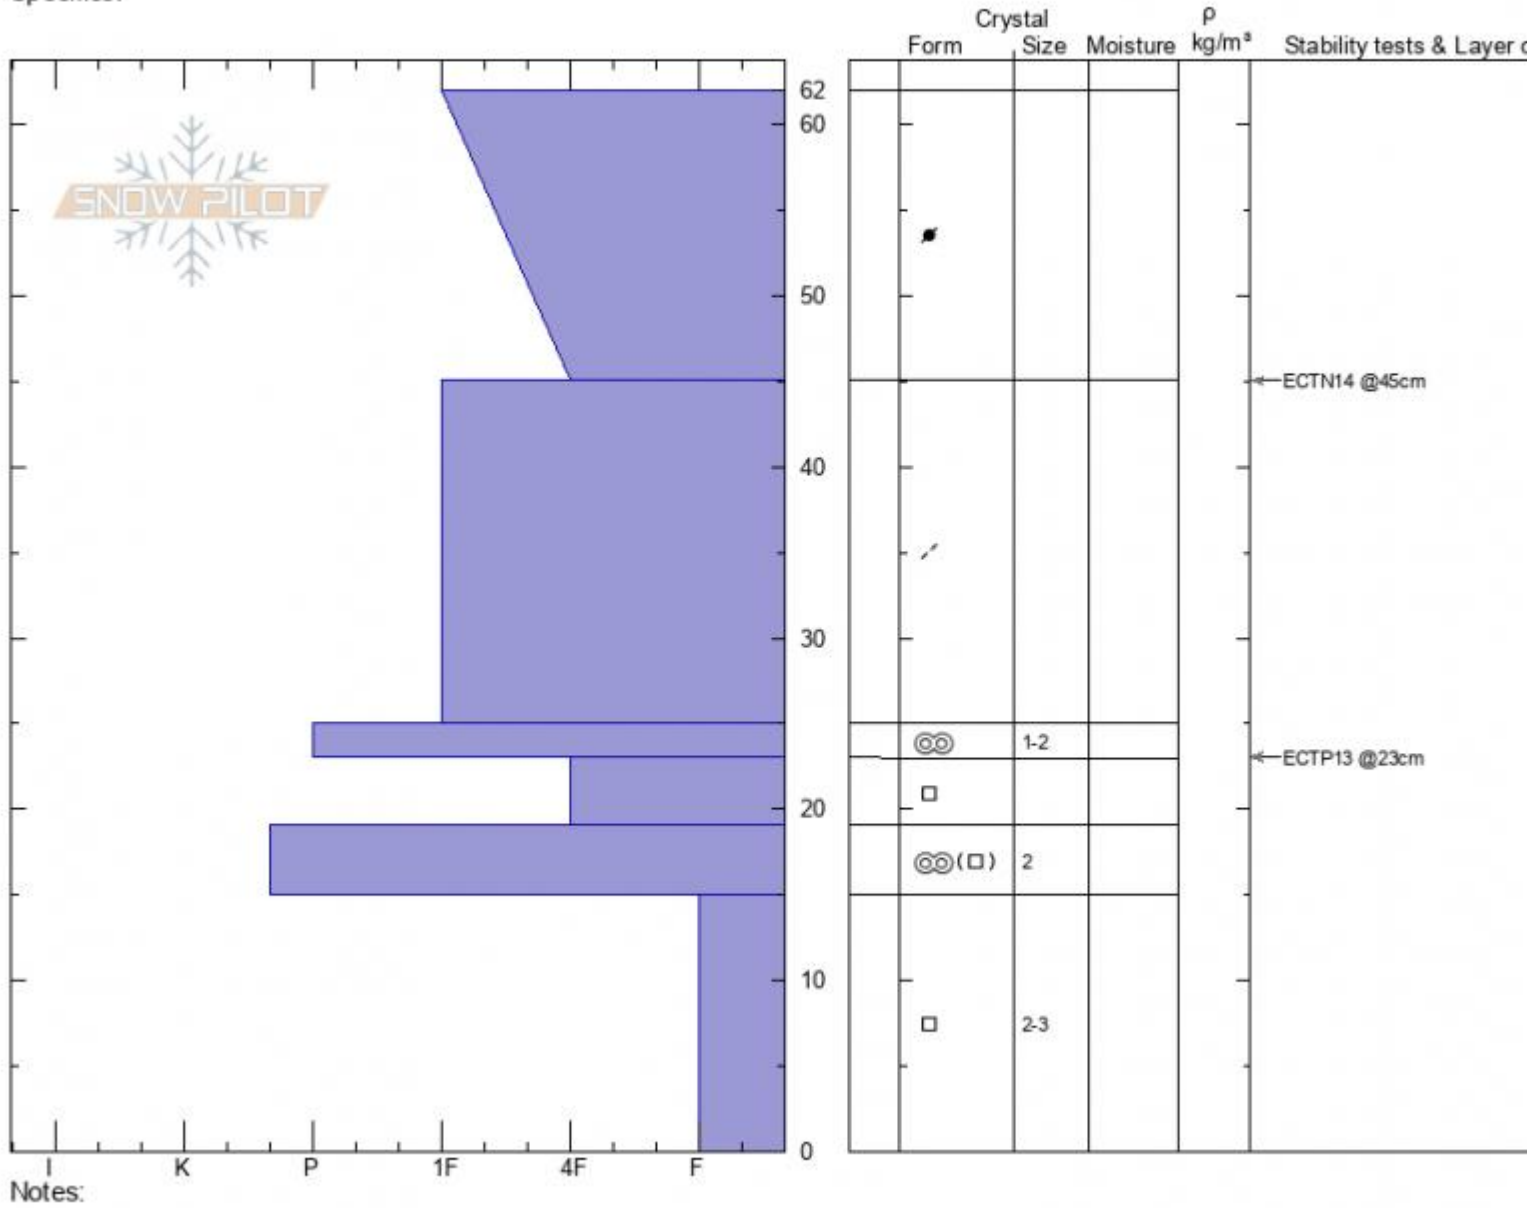 Crystal
ρ
Form Size Moisture kg/m³ Stability tests & Layer c
SNOW PILOT
62
60
50
ECTN14 @45cm
40
30
1-2
ECTP13 @23cm
20
( ) 2
10
2-3
0
I K P 1F 4F F
Notes: